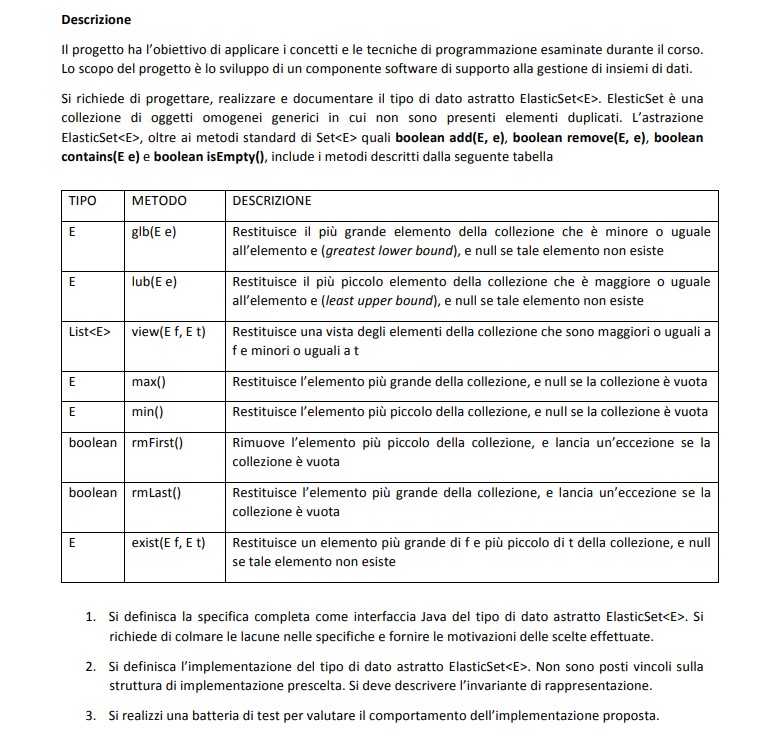 Descrizione
Il progetto ha l'obiettivo di applicare i concetti e le tecniche di programmazione esaminate durante il corso.
Lo scopo del progetto è lo sviluppo di un componente software di supporto alla gestione di insiemi di dati.
Si richiede di progettare, realizzare e documentare il tipo di dato astratto ElasticSet<E>. ElesticSet è una
collezione di oggetti omogenei generici in cui non sono presenti elementi duplicati. L'astrazione
ElasticSet<E>, oltre ai metodi standard di Set<E> quali boolean add(E, e), boolean remove(E, e), boolean
contains(E e) e boolean isEmpty(), include i metodi descritti dalla seguente tabella
TIPO METODO DESCRIZIONE
E glb(E e) Restituisce il più grande elemento della collezione che è minore o uguale
all'elemento e (greatest lower bound), e null se tale elemento non esiste
E lub(E e) Restituisce il più piccolo elemento della collezione che è maggiore o uguale
all'elemento e (least upper bound), e null se tale elemento non esiste
List<E> view(E f, E t) Restituisce una vista degli elementi della collezione che sono maggiori o uguali a
f e minori o uguali a t
E max() Restituisce l'elemento più grande della collezione, e null se la collezione è vuota
E min() Restituisce l'elemento più piccolo della collezione, e null se la collezione è vuota
boolean rmFirst() Rimuove l'elemento più piccolo della collezione, e lancia un'eccezione se la
collezione è vuota
boolean rmLast() Restituisce l'elemento più grande della collezione, e lancia un'eccezione se la
collezione è vuota
E exist(E f, E t) Restituisce un elemento più grande di f e più piccolo di t della collezione, e null
se tale elemento non esiste
1. Si definisca la specifica completa come interfaccia Java del tipo di dato astratto ElasticSet<E>. Si
richiede di colmare le lacune nelle specifiche e fornire le motivazioni delle scelte effettuate.
2. Si definisca l'implementazione del tipo di dato astratto ElasticSet<E>. Non sono posti vincoli sulla
struttura di implementazione prescelta. Si deve descrivere l'invariante di rappresentazione.
3. Si realizzi una batteria di test per valutare il comportamento dell'implementazione proposta.